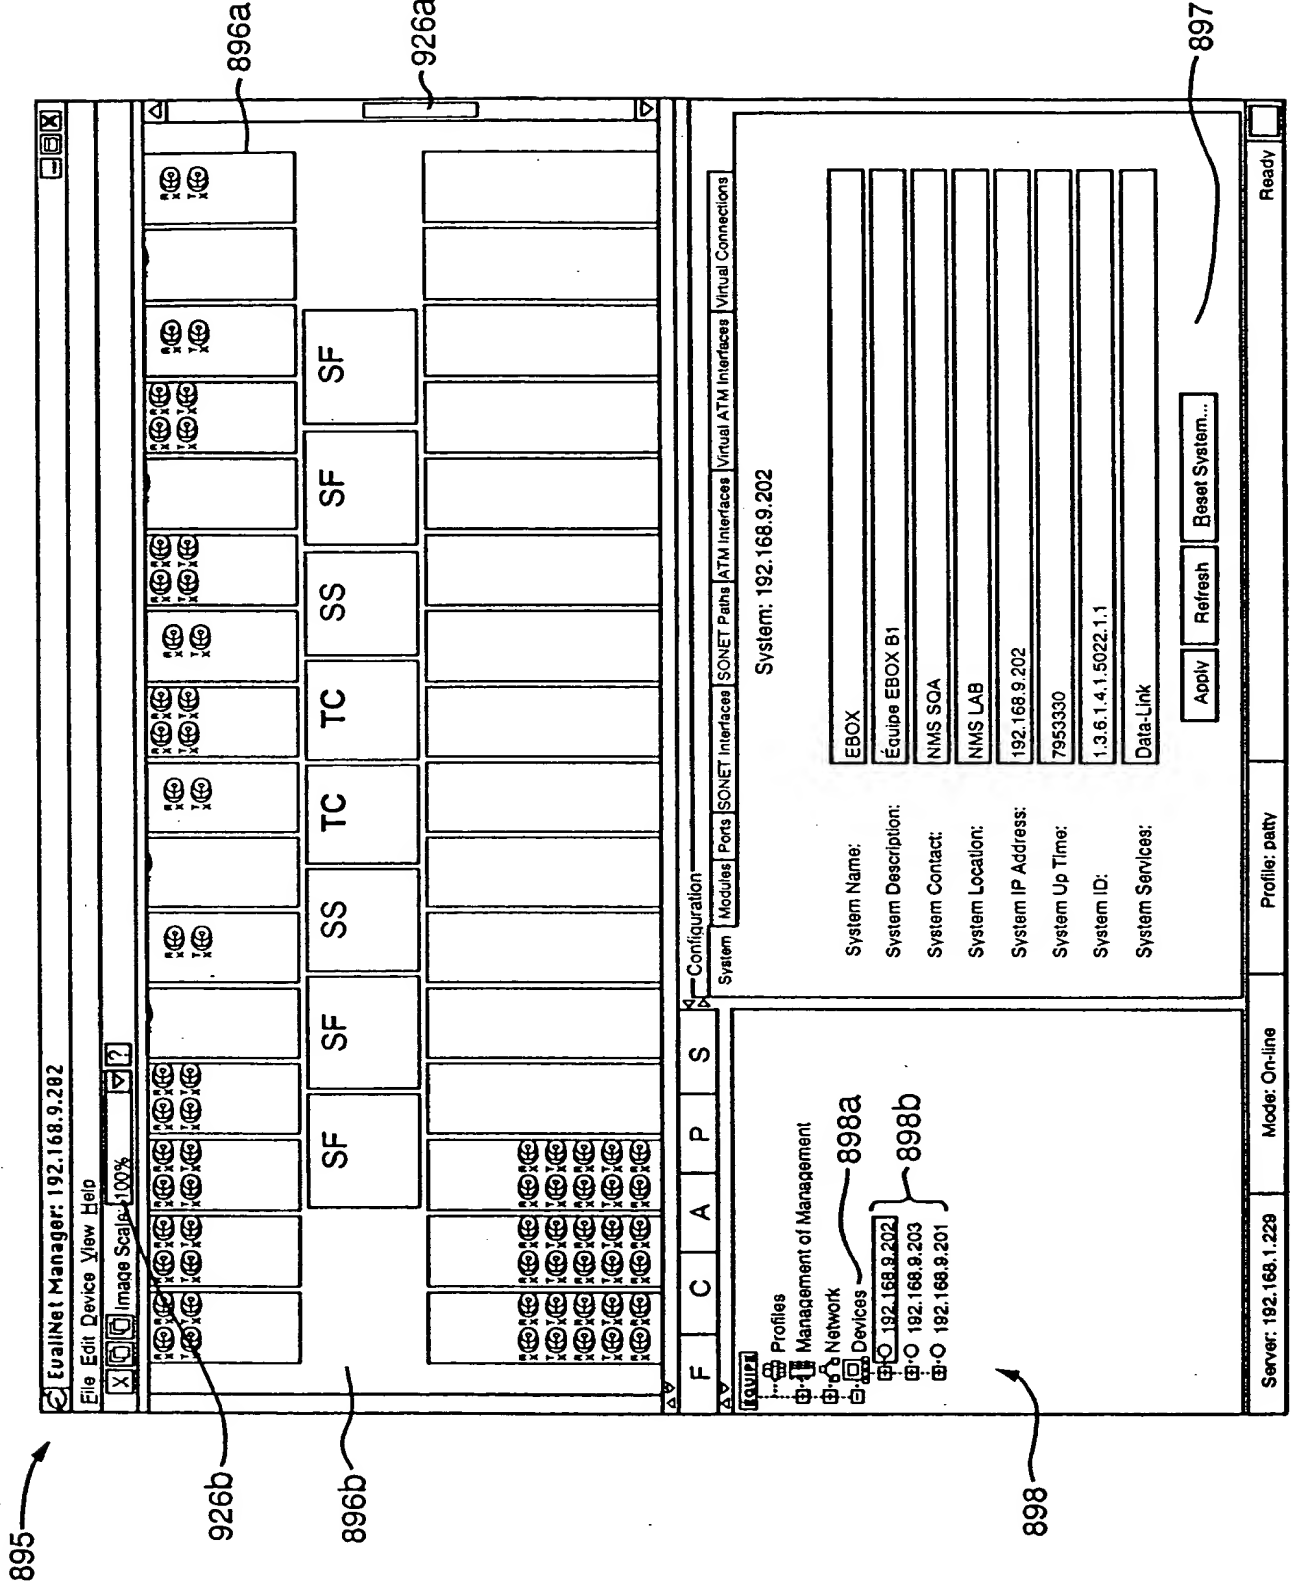 895
EualiNet Manager: 192.168.9.202
File Edit Device View Help
Image Scale: 100% ?
926b
896a
926a
896b
SF SF SS TC TC SS SF SF
F C A P S
Configuration
System Modules Ports SONET Interfaces SONET Paths ATM Interfaces Virtual ATM Interfaces Virtual Connections
EQUIPE
Profiles
Management of Management
Network
Devices
898a
192.168.9.202
192.168.9.203
192.168.9.201
898b
898
System: 192.168.9.202
System Name: EBOX
System Description: Equipe EBOX B1
System Contact: NMS SQA
System Location: NMS LAB
System IP Address: 192.168.9.202
System Up Time: 7953330
System ID: 1.3.6.1.4.1.5022.1.1
System Services: Data-Link
Apply Refresh Beset System...
897
Server: 192.168.1.229 Mode: On-line Profile: patty Ready